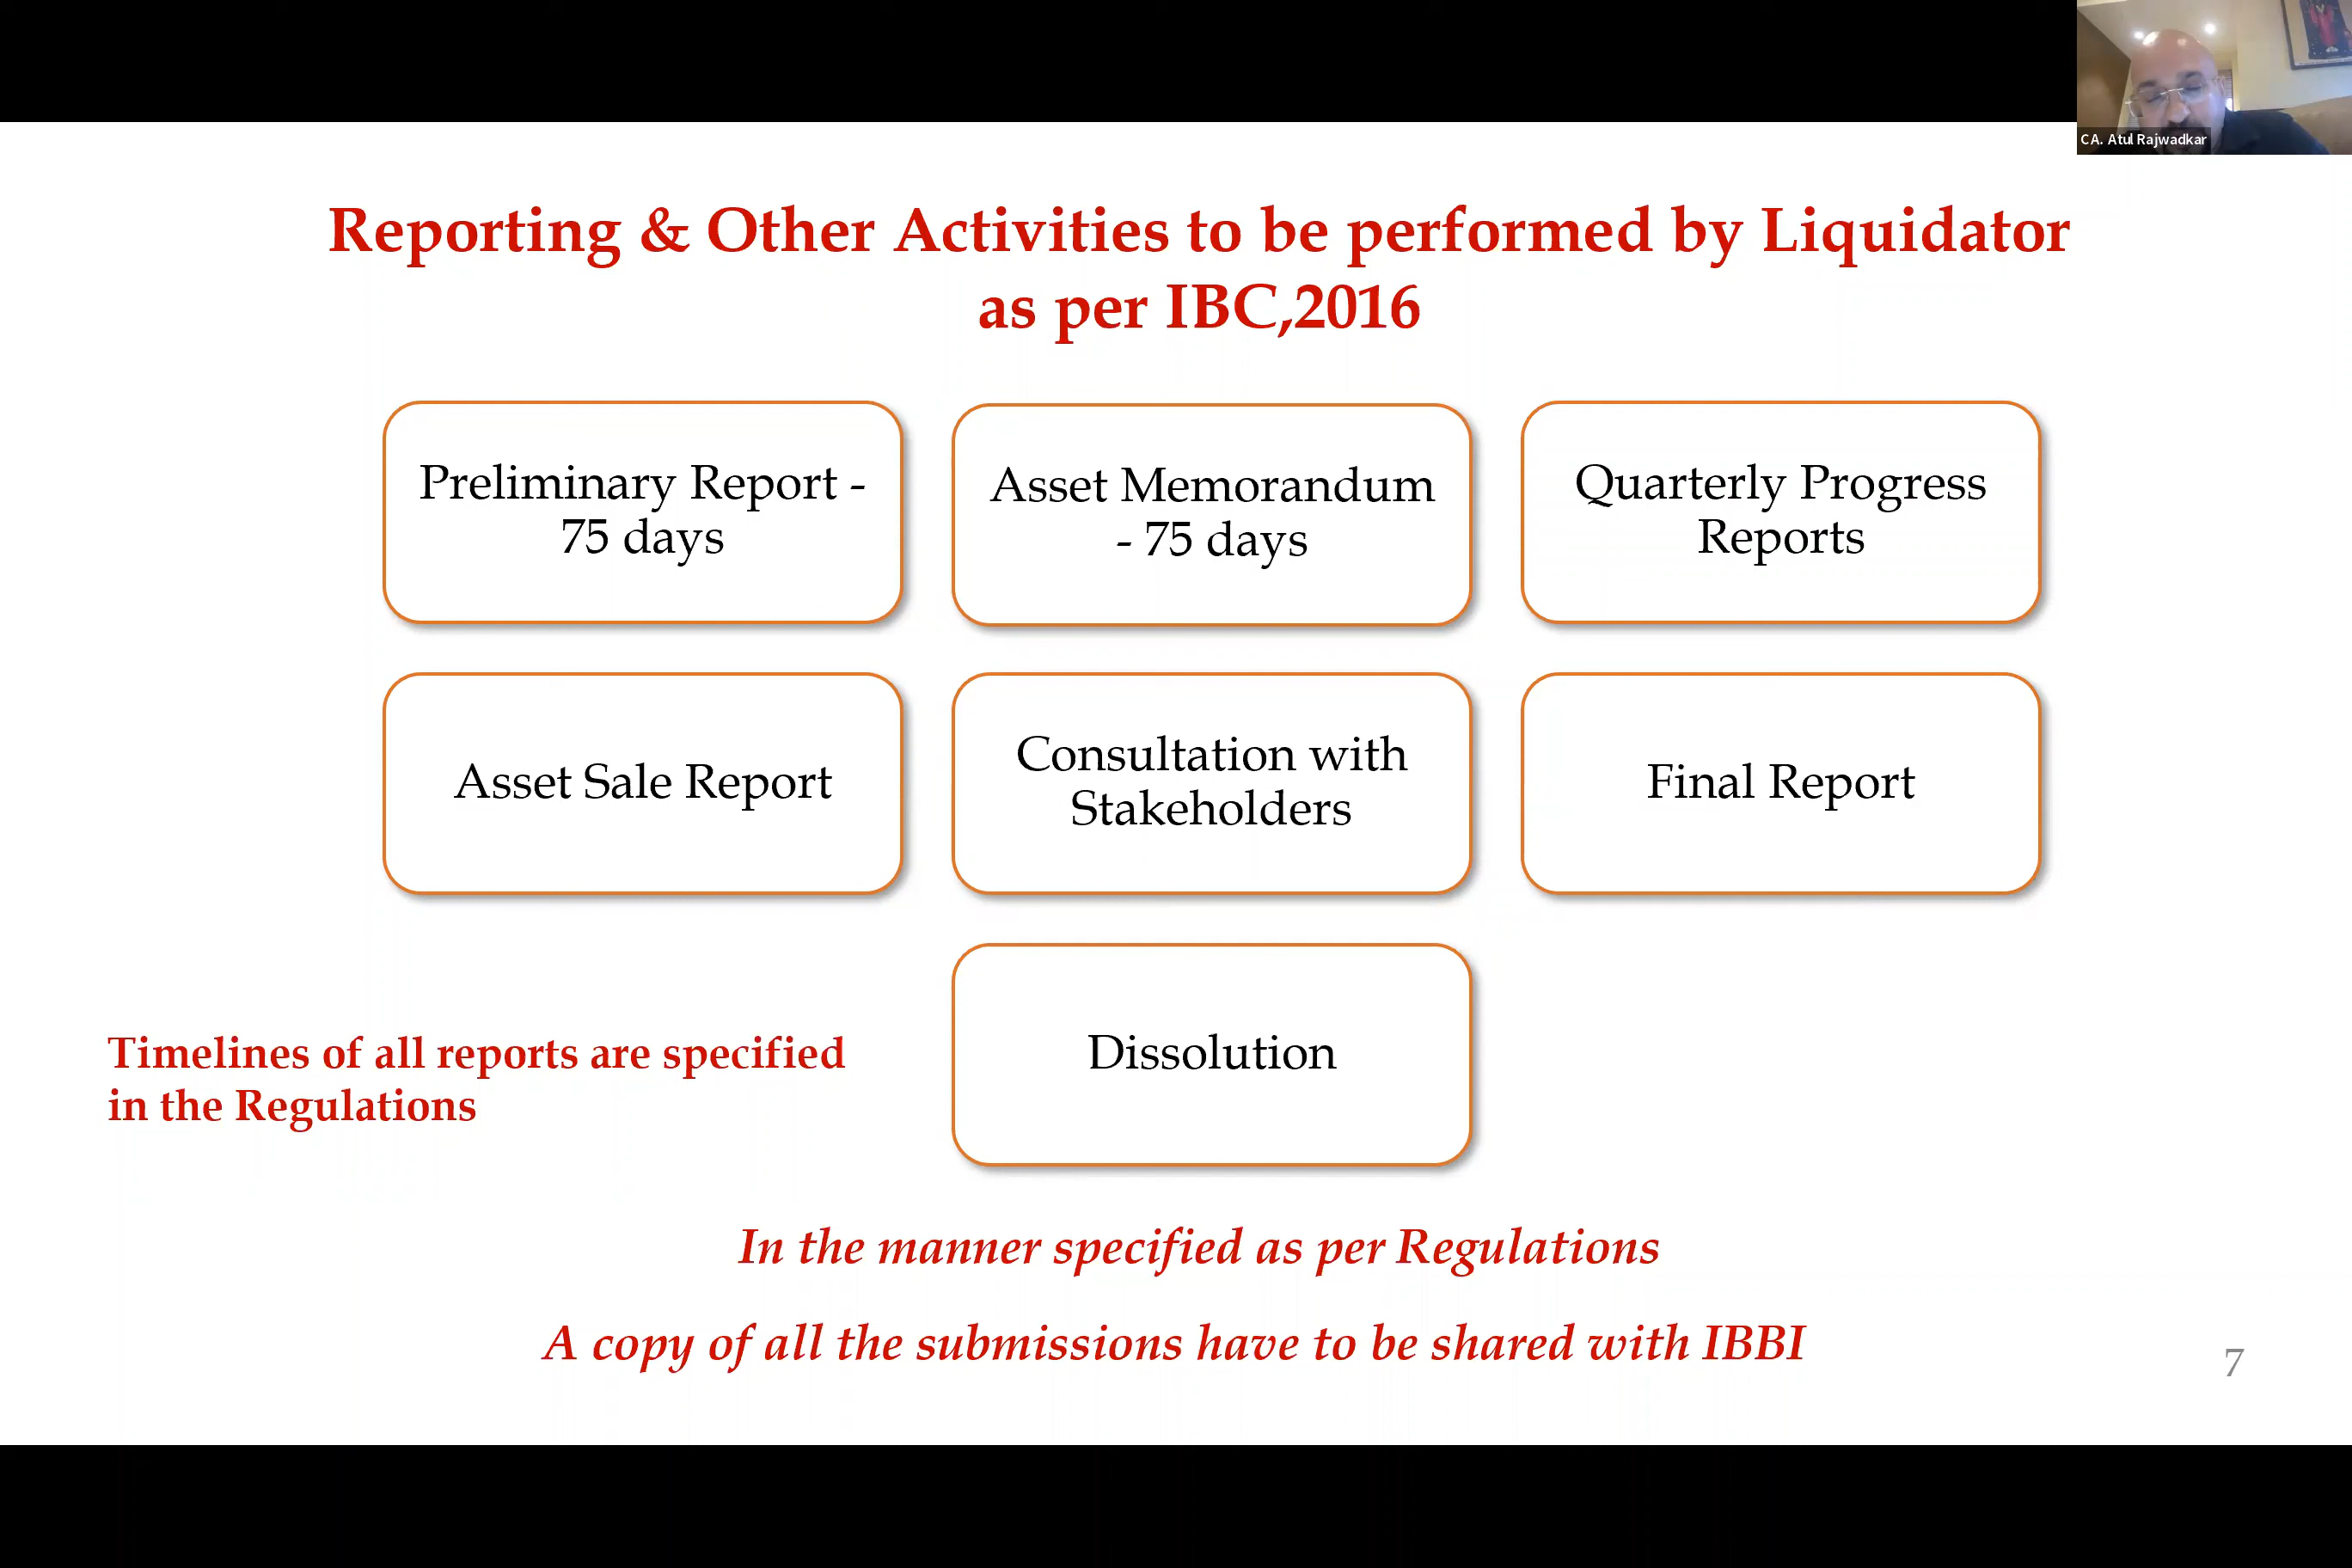 CA. Atul Rajwadkar
Reporting & Other Activities to be performed by Liquidator
as per IBC,2016
Preliminary Report -
75 days
Asset Memorandum
- 75 days
Quarterly Progress
Reports
Asset Sale Report
Consultation with
Stakeholders
Final Report
Dissolution
Timelines of all reports are specified
in the Regulations
In the manner specified as per Regulations
A copy of all the submissions have to be shared with IBBI
7